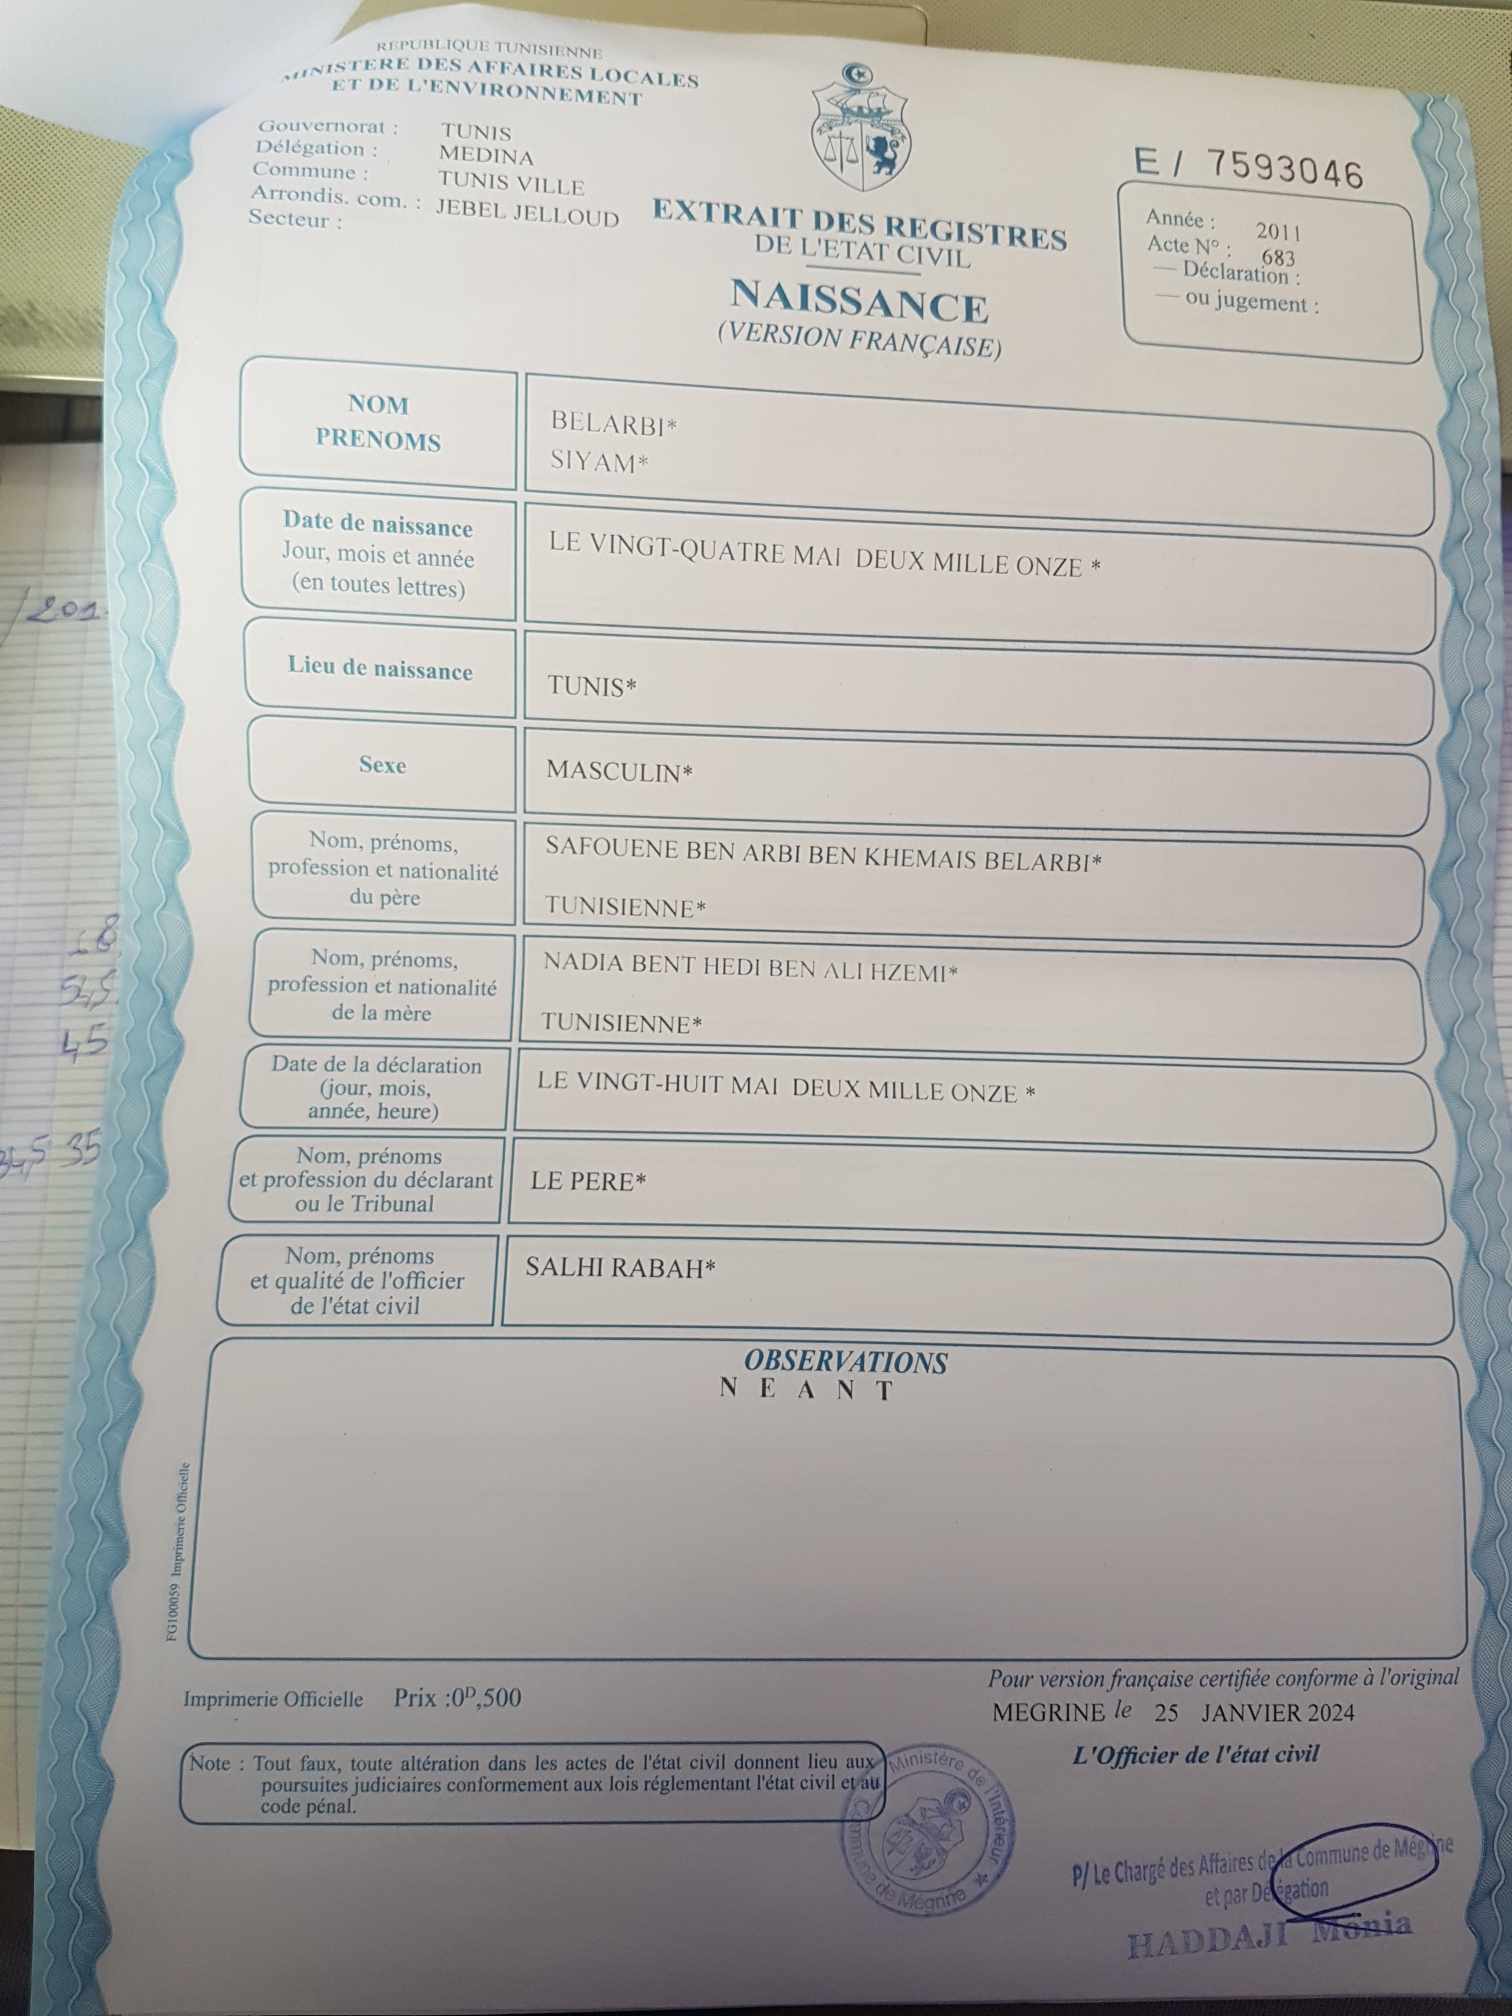 REPUBLIQUE TUNISIENNE
MINISTERE DES AFFAIRES LOCALES
ET DE L'ENVIRONNEMENT
Gouvernorat : TUNIS
Délégation : MEDINA
Commune : TUNIS VILLE
Arrondis. com. : JEBEL JELLOUD
Secteur :
EXTRAIT DES REGISTRES
DE L'ETAT CIVIL
NAISSANCE
(VERSION FRANÇAISE)
E / 7593046
Année : 2011
Acte N° : 683
— Déclaration :
— ou jugement :
NOM
PRENOMS
BELARBI*
SIYAM*
Date de naissance
Jour, mois et année
(en toutes lettres)
LE VINGT-QUATRE MAI DEUX MILLE ONZE *
Lieu de naissance
TUNIS*
Sexe
MASCULIN*
Nom, prénoms,
profession et nationalité
du père
SAFOUENE BEN ARBI BEN KHEMAIS BELARBI*
TUNISIENNE*
Nom, prénoms,
profession et nationalité
de la mère
NADIA BENT HEDI BEN ALI HZEMI*
TUNISIENNE*
Date de la déclaration
(jour, mois,
année, heure)
LE VINGT-HUIT MAI DEUX MILLE ONZE *
Nom, prénoms
et profession du déclarant
ou le Tribunal
LE PERE*
Nom, prénoms
et qualité de l'officier
de l'état civil
SALHI RABAH*
OBSERVATIONS
N E A N T
FG100059 Imprimerie Officielle
Imprimerie Officielle Prix :0D,500
Pour version française certifiée conforme à l'original
MEGRINE le 25 JANVIER 2024
L'Officier de l'état civil
Note : Tout faux, toute altération dans les actes de l'état civil donnent lieu aux
poursuites judiciaires conformement aux lois réglementant l'état civil et au
code pénal.
Ministère de l'Intérieur
Commune de Mégrine
P/ Le Chargé des Affaires de la Commune de Mégrine
et par Délégation
HADDAJI Monia
/201
45
35